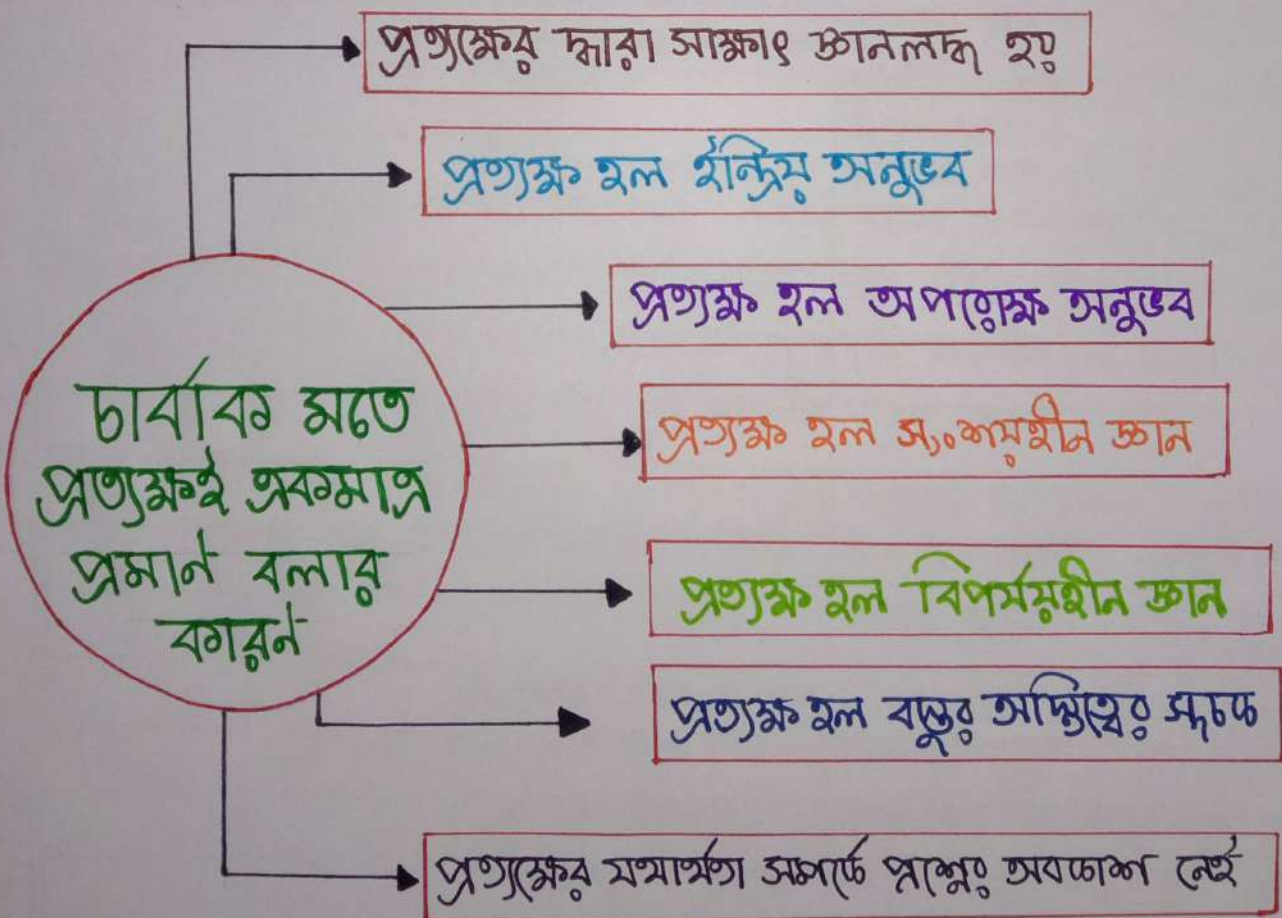 প্রত্যক্ষের দ্বারা সাক্ষাৎ জ্ঞানলব্ধ হয়
প্রত্যক্ষ হল ইন্দ্রিয় অনুভব
প্রত্যক্ষ হল অপরোক্ষ অনুভব
চার্বাক মতে
প্রত্যক্ষই একমাত্র
প্রমাণ বলার
কারণ
প্রত্যক্ষ হল সংশয়হীন জ্ঞান
প্রত্যক্ষ হল বিপর্যয়হীন জ্ঞান
প্রত্যক্ষ হল বস্তুর অস্তিত্বের সূচক
প্রত্যক্ষের যথার্থতা সম্পর্কে প্রশ্নের অবকাশ নেই